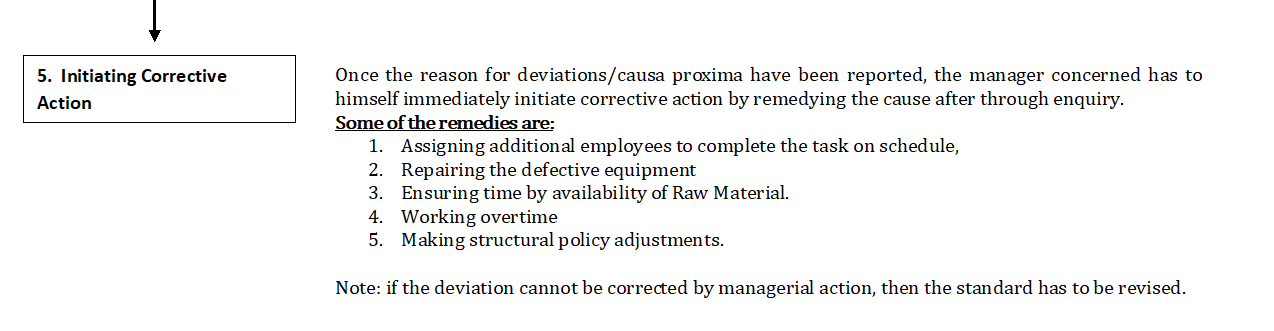 5. Initiating Corrective
Action
Once the reason for deviations/causa proxima have been reported, the manager concerned has to
himself immediately initiate corrective action by remedying the cause after through enquiry.
Some of the remedies are:
1. Assigning additional employees to complete the task on schedule,
2. Repairing the defective equipment
3. Ensuring time by availability of Raw Material.
4. Working overtime
5. Making structural policy adjustments.
Note: if the deviation cannot be corrected by managerial action, then the standard has to be revised.